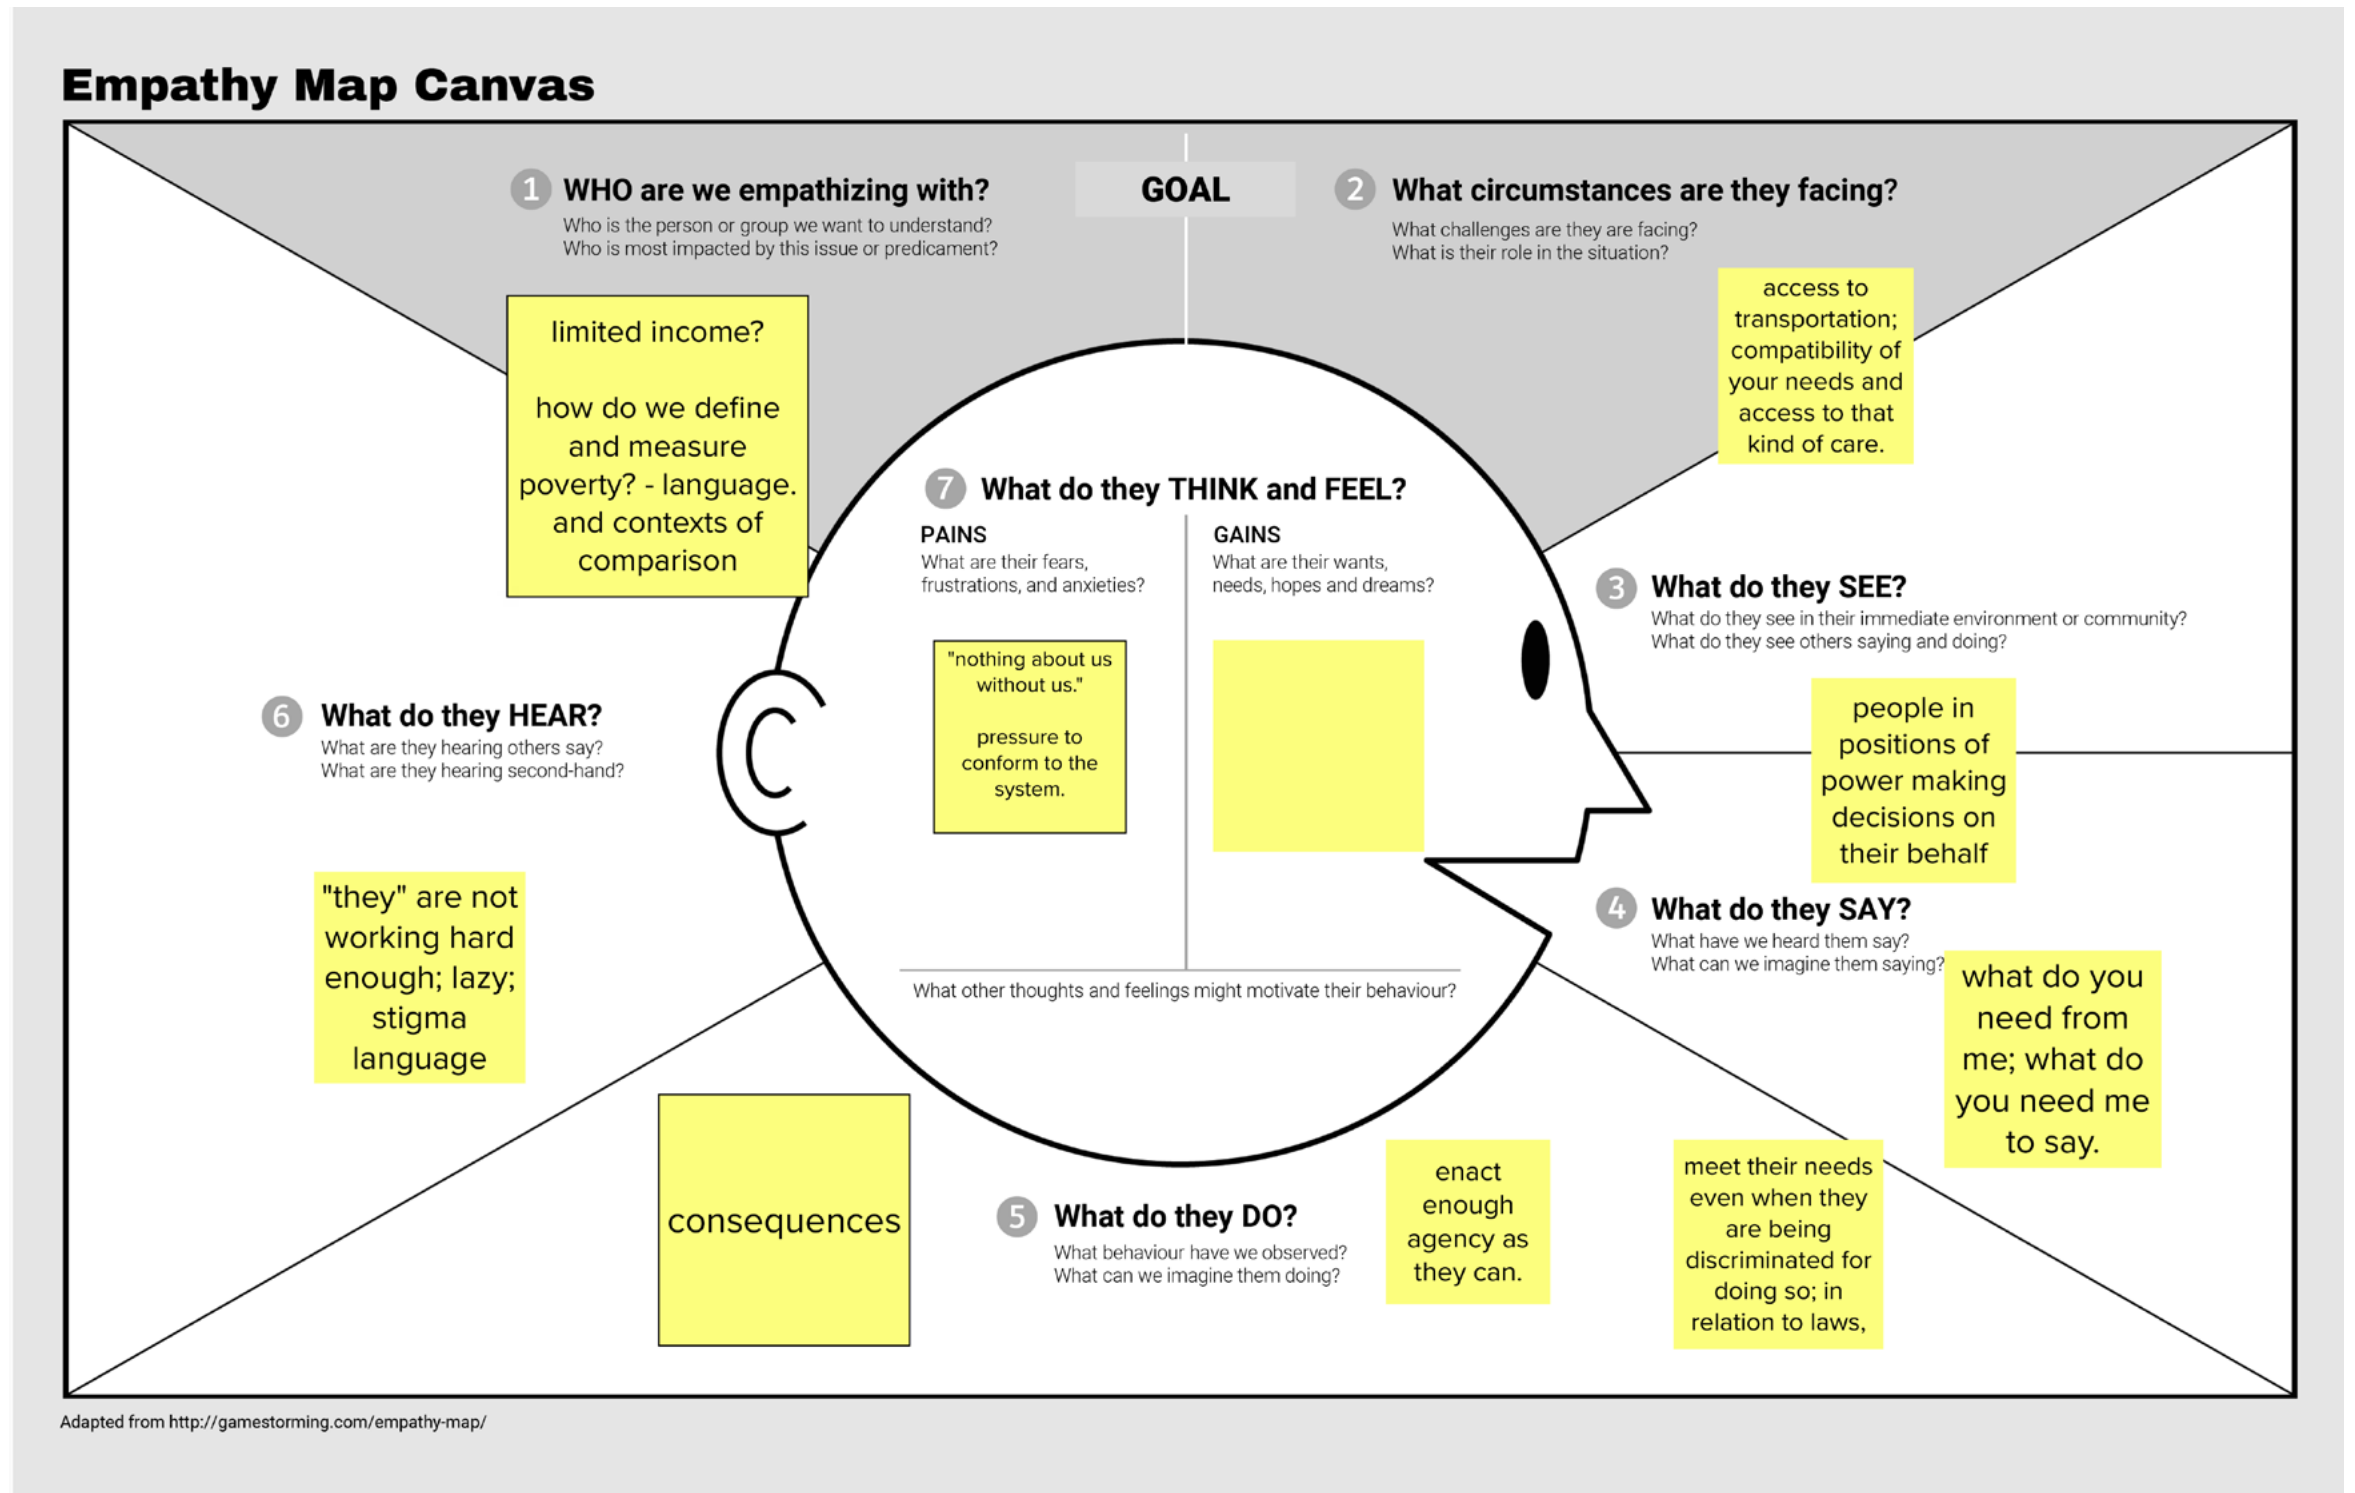 Empathy Map Canvas
1 WHO are we empathizing with?
Who is the person or group we want to understand?
Who is most impacted by this issue or predicament?
limited income?
how do we define
and measure
poverty? - language.
and contexts of
comparison
GOAL
2 What circumstances are they facing?
What challenges are they are facing?
What is their role in the situation?
access to
transportation;
compatibility of
your needs and
access to that
kind of care.
3 What do they SEE?
What do they see in their immediate environment or community?
What do they see others saying and doing?
people in
positions of
power making
decisions on
their behalf
4 What do they SAY?
What have we heard them say?
What can we imagine them saying?
what do you
need from
me; what do
you need me
to say.
5 What do they DO?
What behaviour have we observed?
What can we imagine them doing?
consequences
enact
enough
agency as
they can.
meet their needs
even when they
are being
discriminated for
doing so; in
relation to laws,
6 What do they HEAR?
What are they hearing others say?
What are they hearing second-hand?
"they" are not
working hard
enough; lazy;
stigma
language
7 What do they THINK and FEEL?
PAINS
What are their fears,
frustrations, and anxieties?
"nothing about us
without us."
pressure to
conform to the
system.
GAINS
What are their wants,
needs, hopes and dreams?
What other thoughts and feelings might motivate their behaviour?
Adapted from http://gamestorming.com/empathy-map/